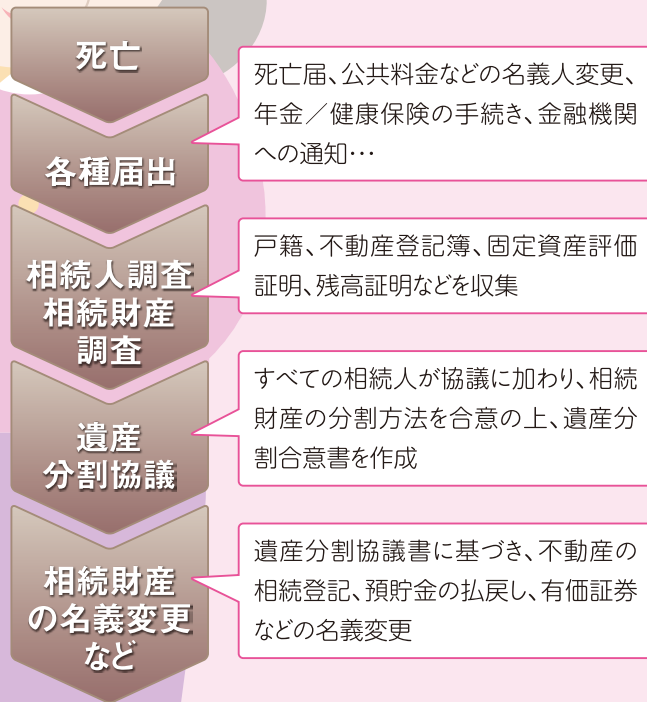 死亡
各種届出
死亡届、公共料金などの名義人変更、
年金／健康保険の手続き、金融機関
への通知…
相続人調査
相続財産
調査
戸籍、不動産登記簿、固定資産評価
証明、残高証明などを収集
遺産
分割協議
すべての相続人が協議に加わり、相続
財産の分割方法を合意の上、遺産分
割合意書を作成
相続財産
の名義変更
など
遺産分割協議書に基づき、不動産の
相続登記、預貯金の払戻し、有価証券
などの名義変更